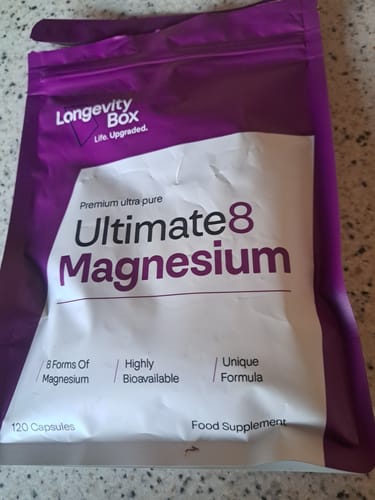 Longevity
Box
Life. Upgraded.
Premium ultra pure
Ultimate8
Magnesium
8 Forms Of
Magnesium
Highly
Bioavailable
Unique
Formula
120 Capsules
Food Supplement